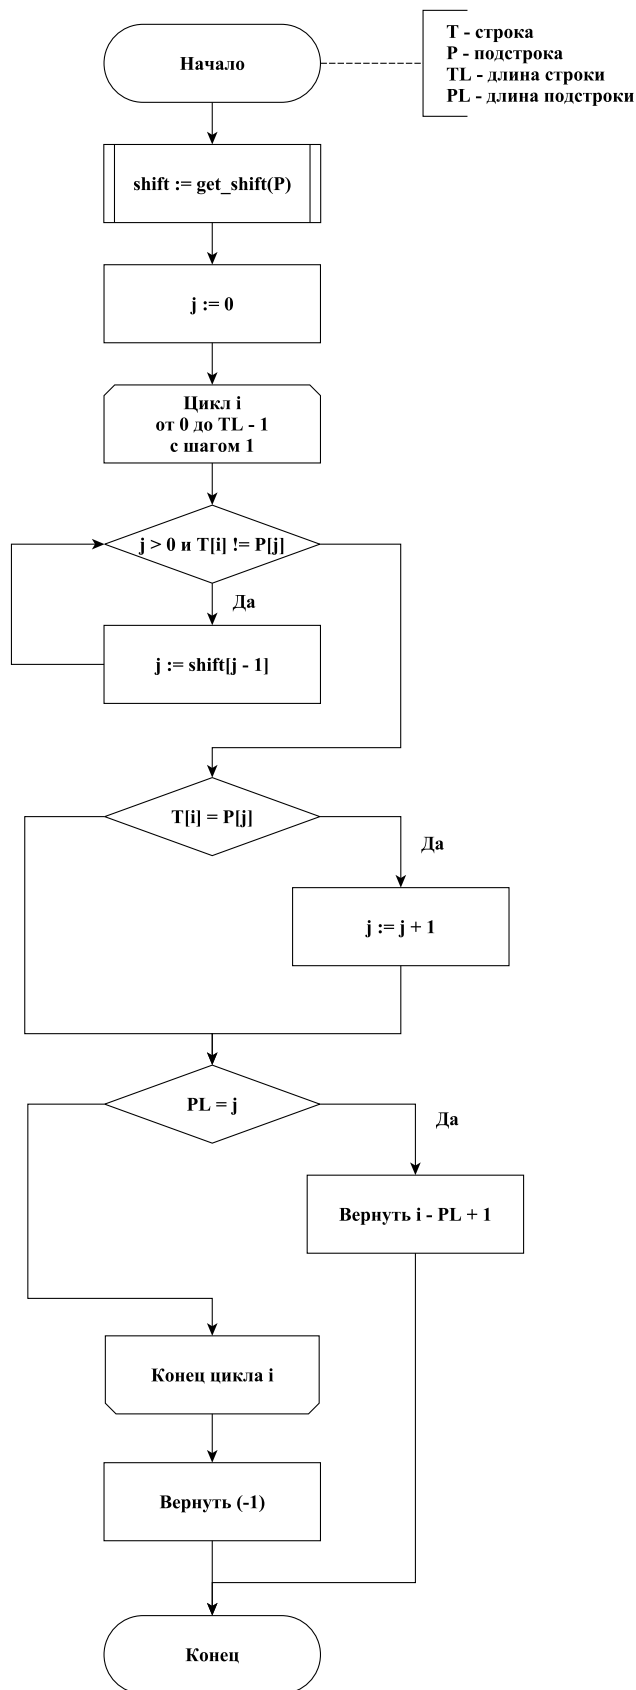 Начало
T - строка
P - подстрока
TL - длина строки
PL - длина подстроки
shift := get_shift(P)
j := 0
Цикл i
от 0 до TL - 1
с шагом 1
j > 0 и T[i] != P[j]
Да
j := shift[j - 1]
T[i] = P[j]
Да
j := j + 1
PL = j
Да
Вернуть i - PL + 1
Конец цикла i
Вернуть (-1)
Конец